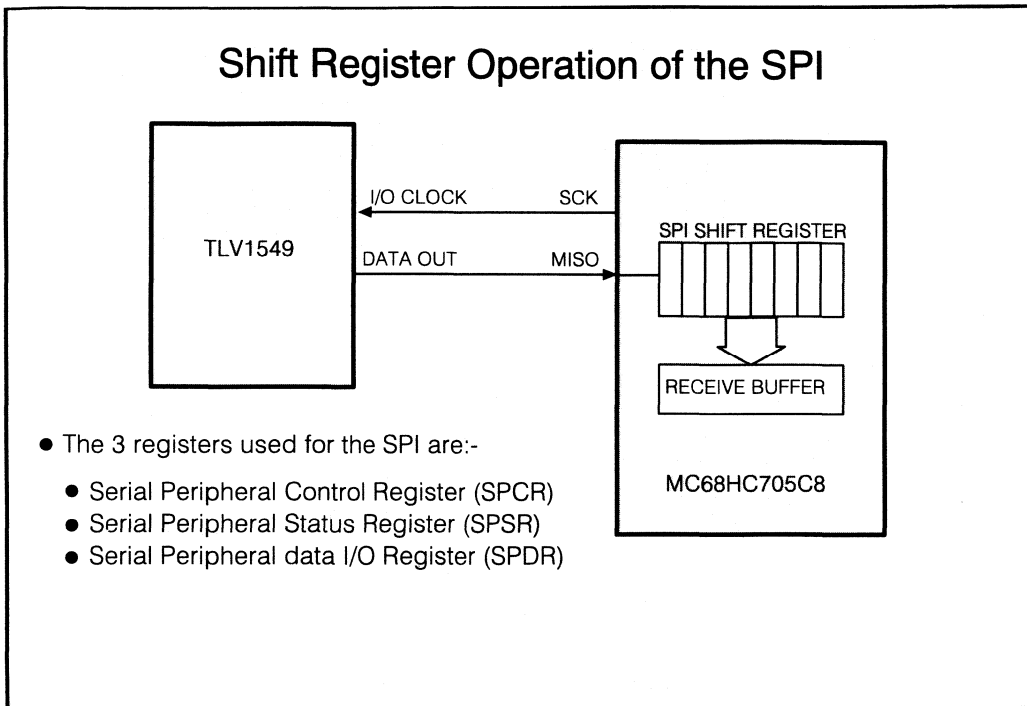 Shift Register Operation of the SPI
I/O CLOCK
SCK
SPI SHIFT REGISTER
TLV1549
DATA OUT
MISO
RECEIVE BUFFER
● The 3 registers used for the SPI are:-
● Serial Peripheral Control Register (SPCR)
● Serial Peripheral Status Register (SPSR)
● Serial Peripheral data I/O Register (SPDR)
MC68HC705C8